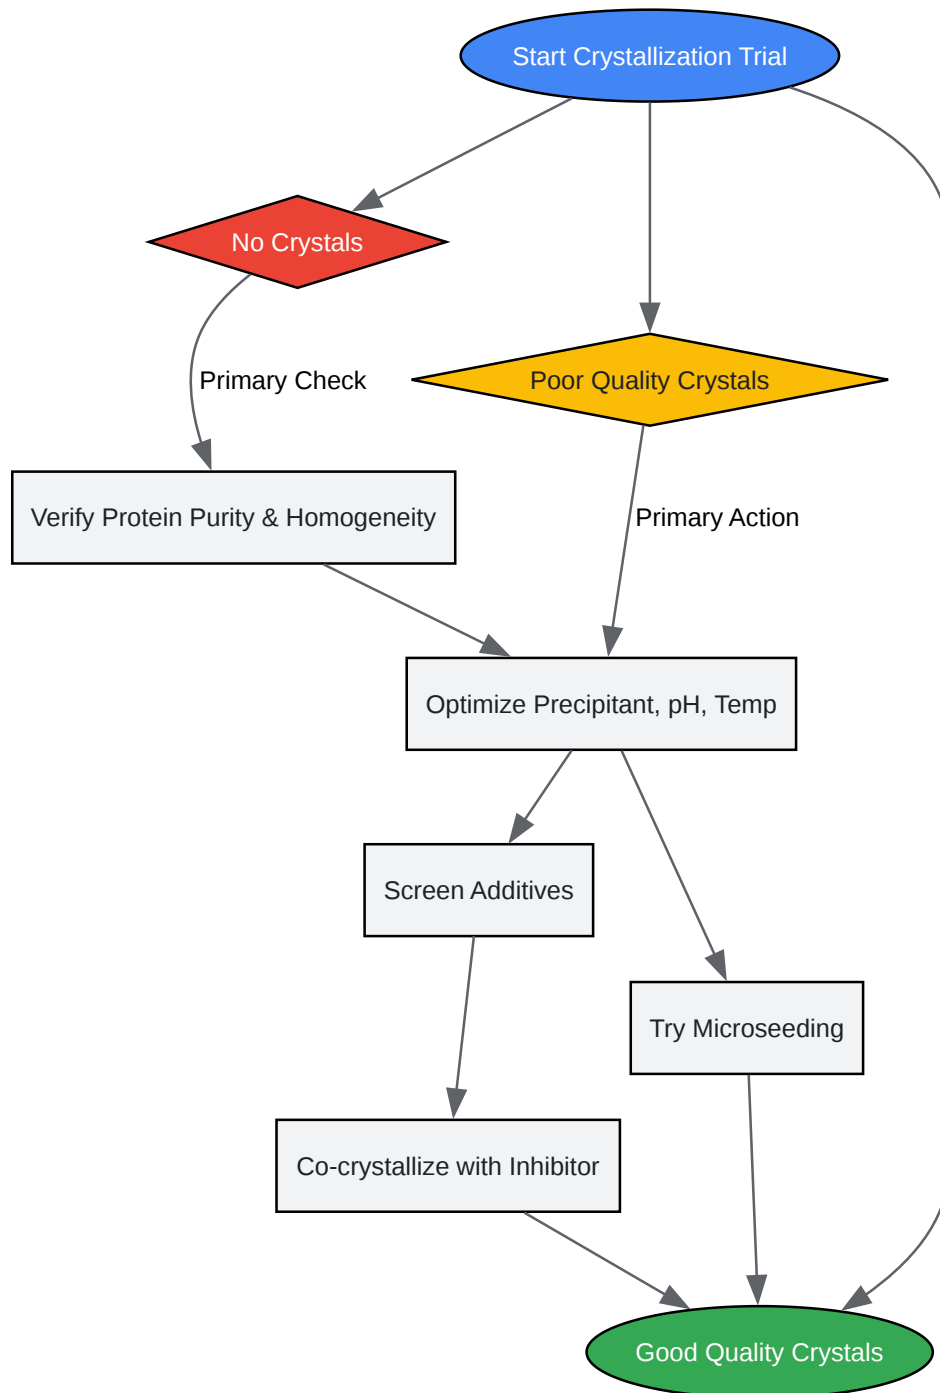 Start Crystallization Trial
No Crystals
Primary Check
Poor Quality Crystals
Verify Protein Purity & Homogeneity
Primary Action
Optimize Precipitant, pH, Temp
Screen Additives
Try Microseeding
Co-crystallize with Inhibitor
Good Quality Crystals